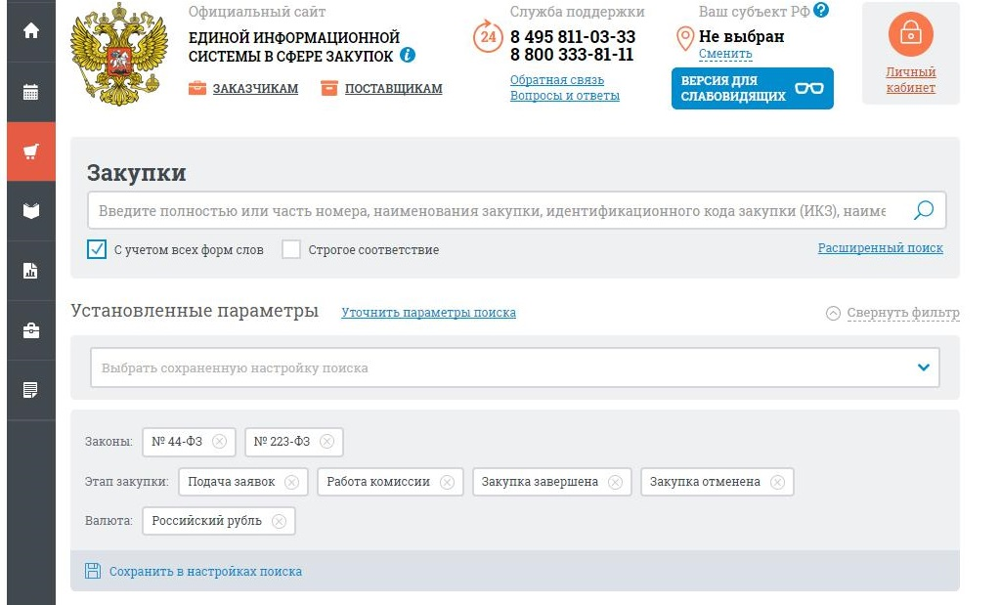 Официальный сайт
ЕДИНОЙ ИНФОРМАЦИОННОЙ
СИСТЕМЫ В СФЕРЕ ЗАКУПОК i
ЗАКАЗЧИКАМ ПОСТАВЩИКАМ
24
Служба поддержки
8 495 811-03-33
8 800 333-81-11
Обратная связь
Вопросы и ответы
Ваш субъект РФ ?
Не выбран
Сменить
ВЕРСИЯ ДЛЯ
СЛАБОВИДЯЩИХ
Личный
кабинет
Закупки
Введите полностью или часть номера, наименования закупки, идентификационного кода закупки (ИКЗ), наиме
С учетом всех форм слов Строгое соответствие Расширенный поиск
Установленные параметры Уточнить параметры поиска Свернуть фильтр
Выбрать сохраненную настройку поиска
Законы: № 44-ФЗ № 223-ФЗ
Этап закупки: Подача заявок Работа комиссии Закупка завершена Закупка отменена
Валюта: Российский рубль
Сохранить в настройках поиска